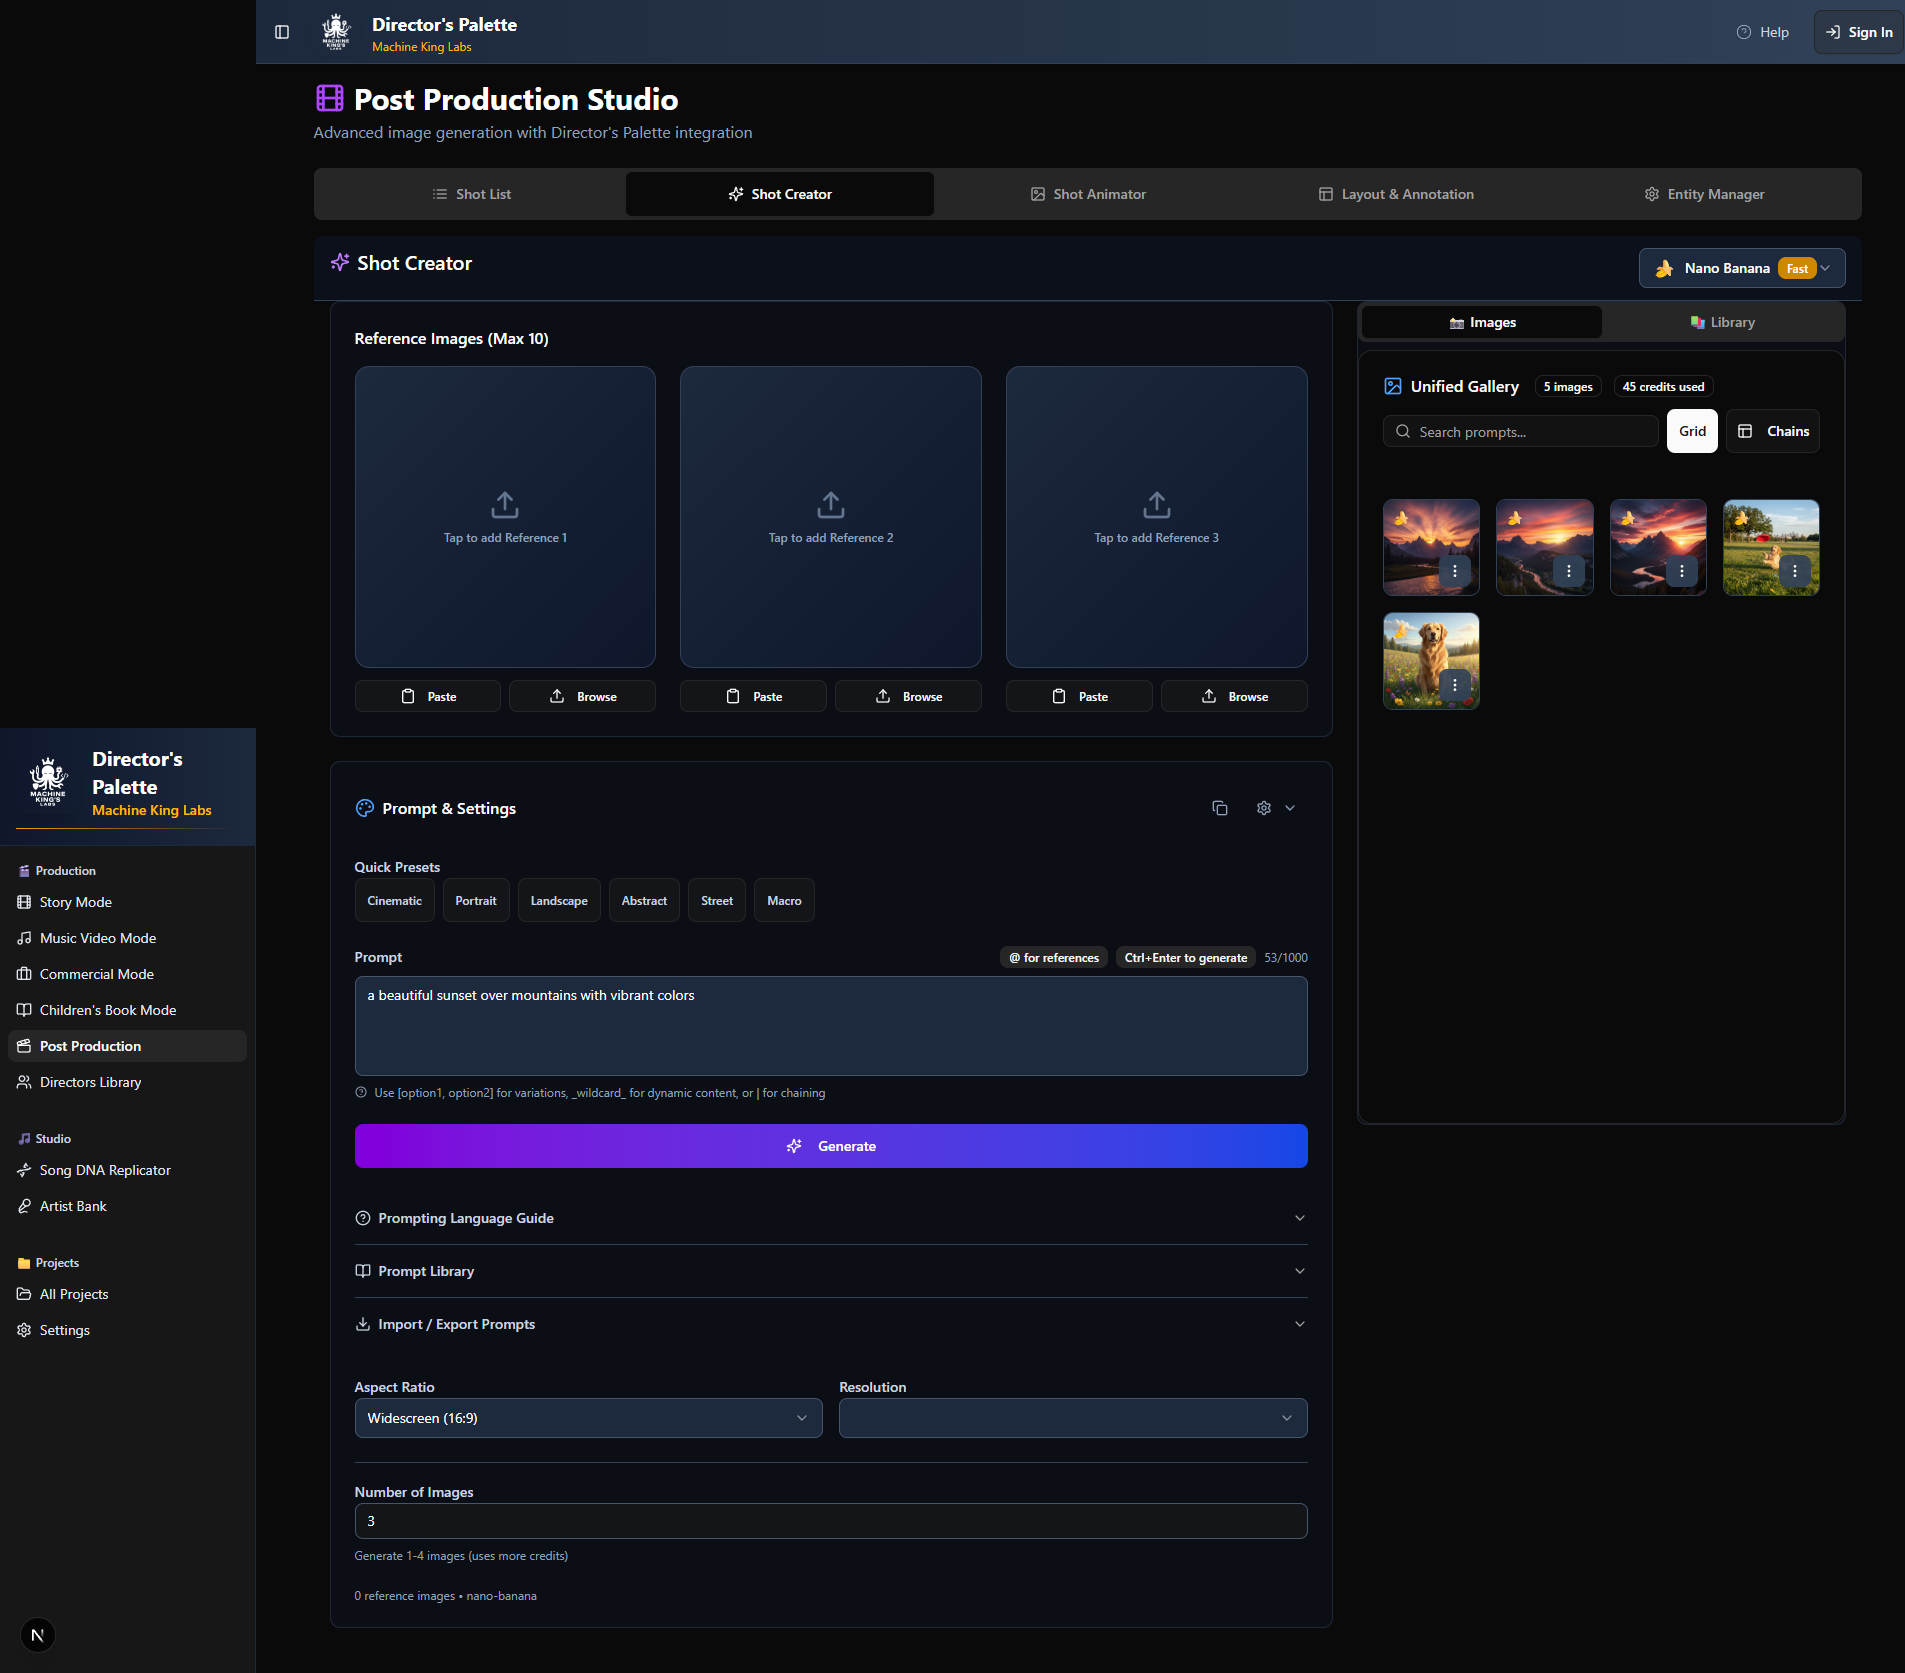 MACHINE
KING'S
LABS
Director's Palette
Machine King Labs
Help
Sign In
Post Production Studio
Advanced image generation with Director's Palette integration
Shot List
Shot Creator
Shot Animator
Layout & Annotation
Entity Manager
Shot Creator
Nano Banana Fast
Reference Images (Max 10)
Tap to add Reference 1
Tap to add Reference 2
Tap to add Reference 3
Paste
Browse
Paste
Browse
Paste
Browse
Images
Library
Unified Gallery
5 images
45 credits used
Search prompts...
Grid
Chains
MACHINE
KING'S
LABS
Director's
Palette
Machine King Labs
Production
Story Mode
Music Video Mode
Commercial Mode
Children's Book Mode
Post Production
Directors Library
Studio
Song DNA Replicator
Artist Bank
Projects
All Projects
Settings
N
Prompt & Settings
Quick Presets
Cinematic
Portrait
Landscape
Abstract
Street
Macro
Prompt
@ for references
Ctrl+Enter to generate
53/1000
a beautiful sunset over mountains with vibrant colors
Use [option1, option2] for variations, _wildcard_ for dynamic content, or | for chaining
Generate
Prompting Language Guide
Prompt Library
Import / Export Prompts
Aspect Ratio
Resolution
Widescreen (16:9)
Number of Images
3
Generate 1-4 images (uses more credits)
0 reference images • nano-banana